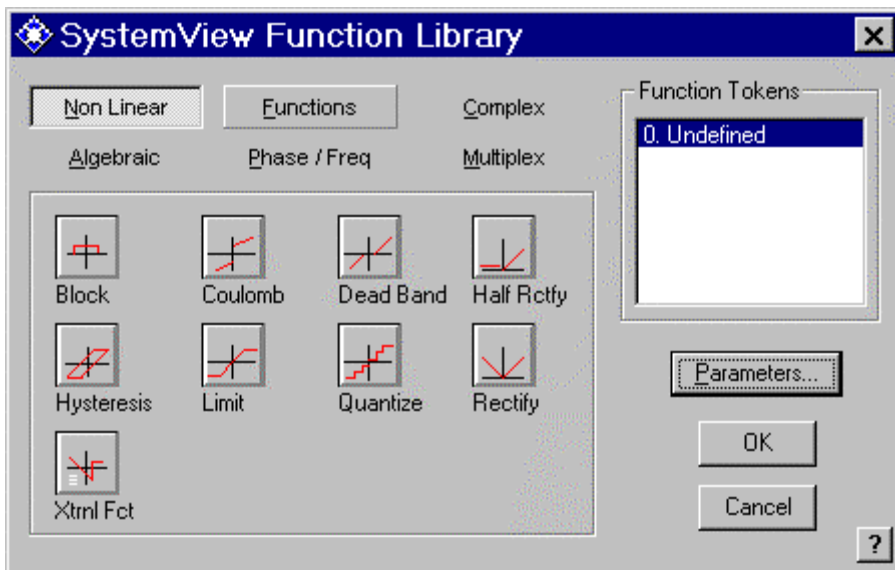 SystemView Function Library
Non Linear
Functions
Complex
Algebraic
Phase / Freq
Multiplex
Function Tokens
0. Undefined
Block
Coulomb
Dead Band
Half Rctfy
Hysteresis
Limit
Quantize
Rectify
Xtrnl Fct
Parameters...
OK
Cancel
?